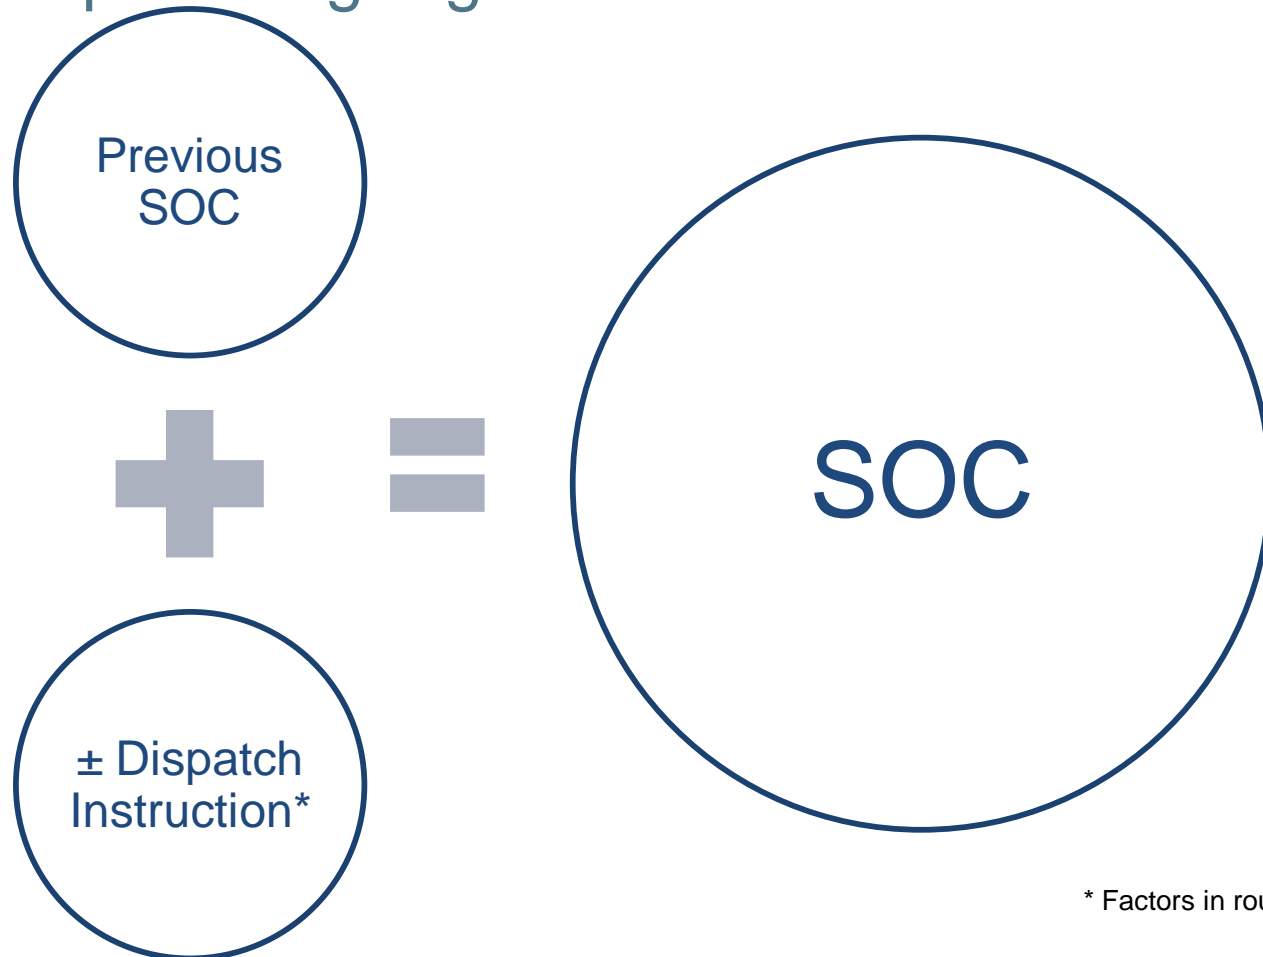 Previous
SOC
± Dispatch
Instruction*
SOC
* Factors in